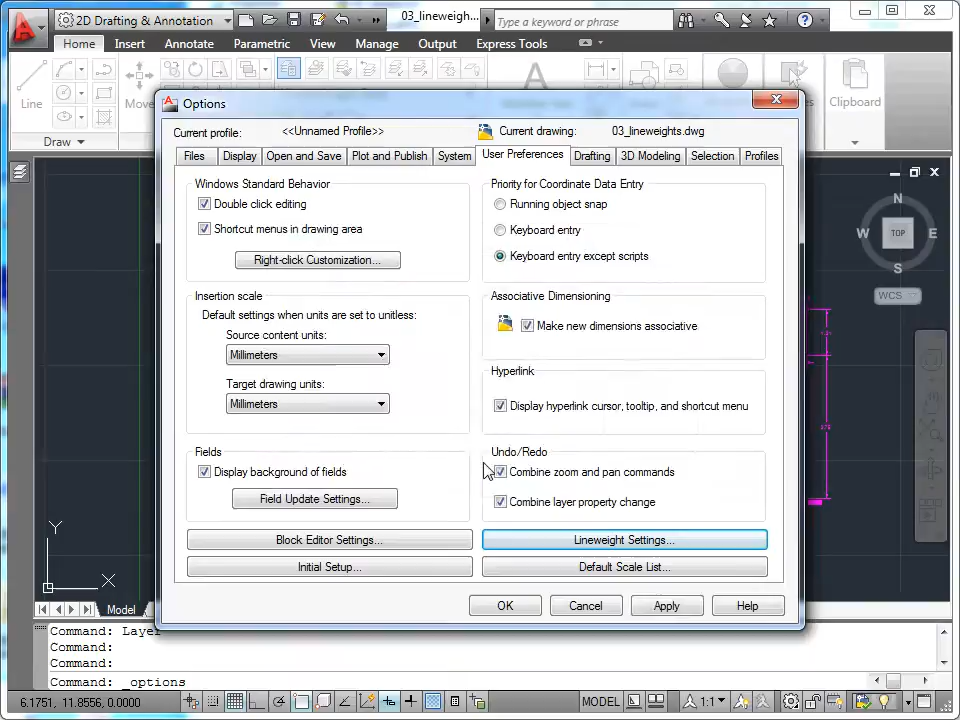 2D Drafting & Annotation
03_lineweigh...
Type a keyword or phrase
Home Insert Annotate Parametric View Manage Output Express Tools
Line
Move
Clipboard
Draw
Options
Current profile: <<Unnamed Profile>> Current drawing: 03_lineweights.dwg
Files Display Open and Save Plot and Publish System User Preferences Drafting 3D Modeling Selection Profiles
Windows Standard Behavior
Double click editing
Shortcut menus in drawing area
Right-click Customization...
Insertion scale
Default settings when units are set to unitless:
Source content units:
Millimeters
Target drawing units:
Millimeters
Fields
Display background of fields
Field Update Settings...
Block Editor Settings...
Initial Setup...
Priority for Coordinate Data Entry
Running object snap
Keyboard entry
Keyboard entry except scripts
Associative Dimensioning
Make new dimensions associative
Hyperlink
Display hyperlink cursor, tooltip, and shortcut menu
Undo/Redo
Combine zoom and pan commands
Combine layer property change
Lineweight Settings...
Default Scale List...
OK Cancel Apply Help
N
W TOP E
S
WCS
Y
X
Model
Command: Layer
Command:
Command:
Command: _options
6.1751, 11.8556, 0.0000
MODEL
1:1